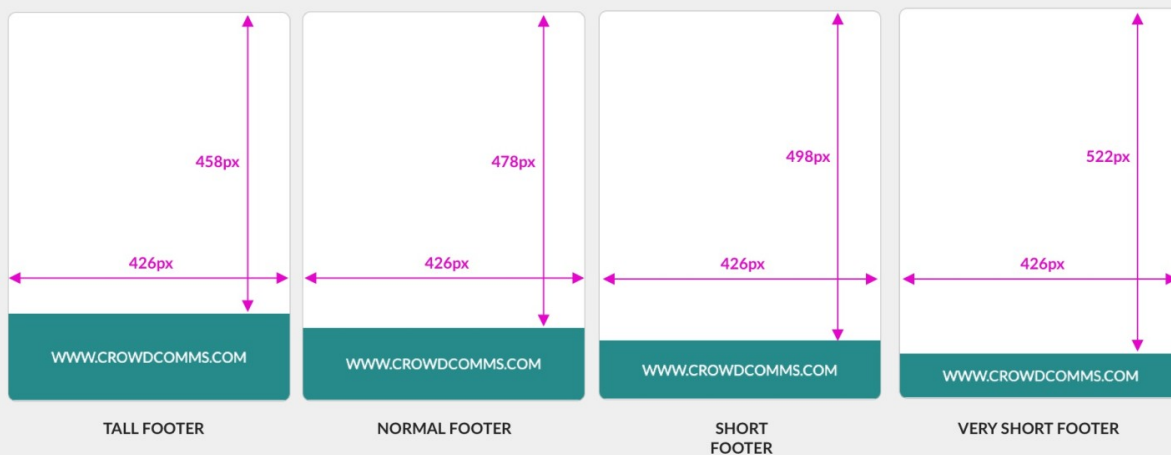 458px
478px
498px
522px
426px
426px
426px
426px
WWW.CROWDCOMMS.COM
WWW.CROWDCOMMS.COM
WWW.CROWDCOMMS.COM
WWW.CROWDCOMMS.COM
TALL FOOTER
NORMAL FOOTER
SHORT
FOOTER
VERY SHORT FOOTER